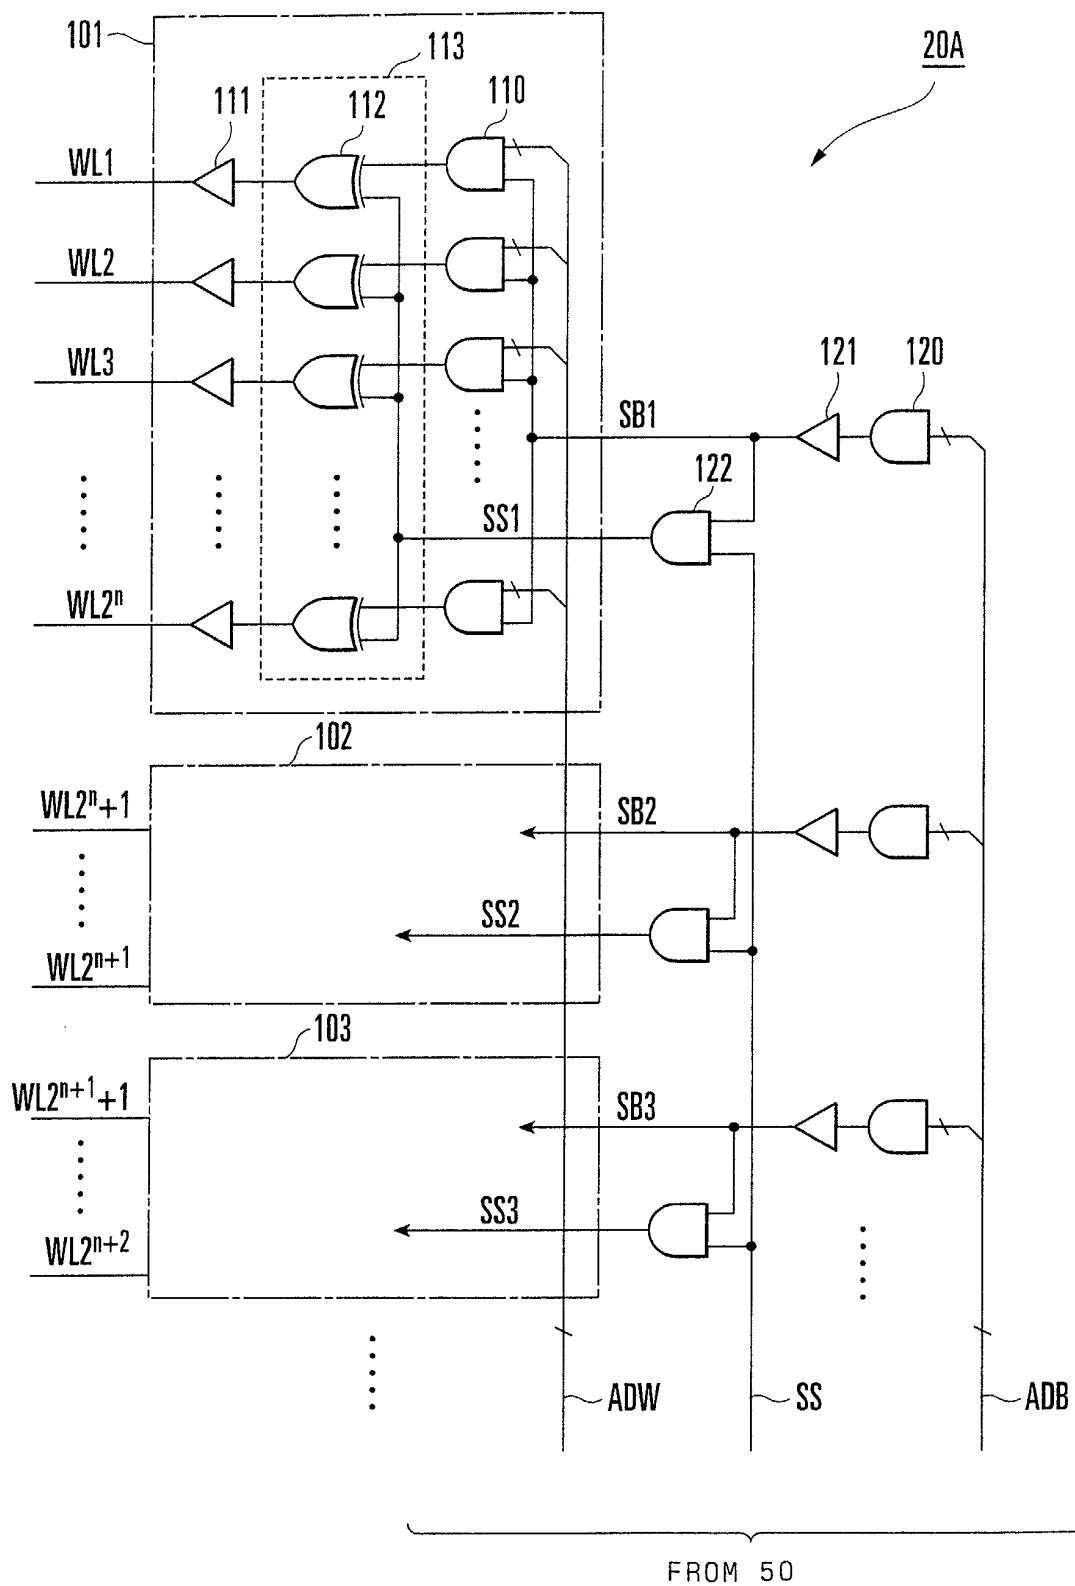 101
113
20A
111
112
110
WL1
WL2
WL3
121
120
SB1
122
SS1
WL2ⁿ
102
WL2ⁿ+1
SB2
SS2
WL2ⁿ⁺¹
103
WL2ⁿ⁺¹+1
SB3
SS3
WL2ⁿ⁺²
ADW
SS
ADB
FROM 50